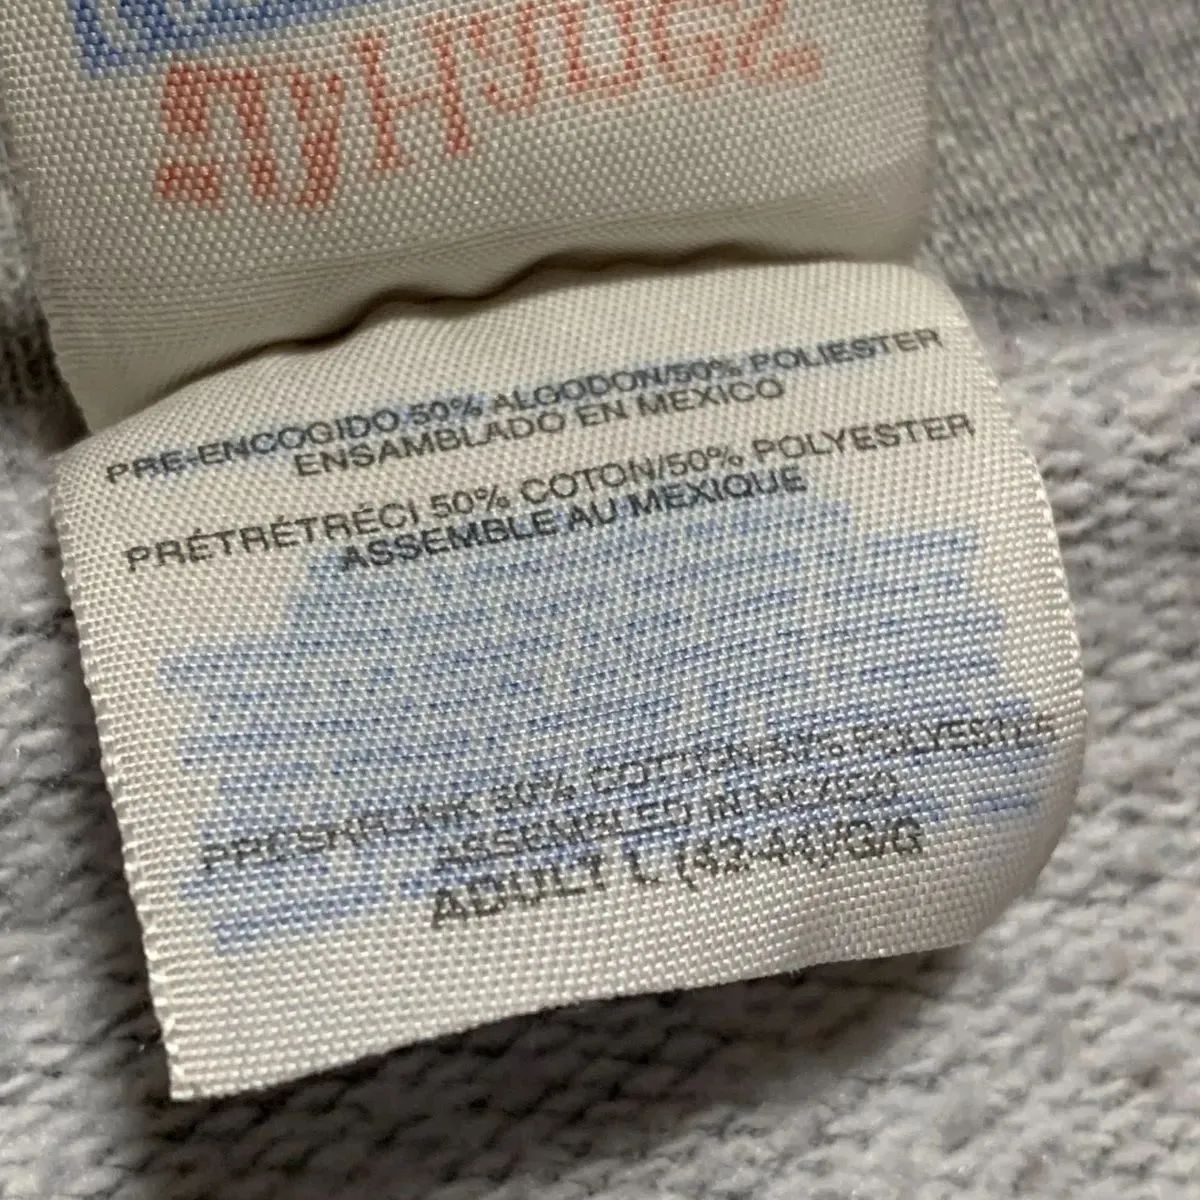 PRE-ENCOGIDO 50% ALGODON/50% POLIESTER
ENSAMBLADO EN MEXICO
PRÉTRÉTRÉCI 50% COTON/50% POLYESTER
ASSEMBLE AU MEXIQUE
PRESHRUNK 50% COTTON/50% POLYESTER
ASSEMBLED IN MEXICO
ADULT L (42-44)/G/G